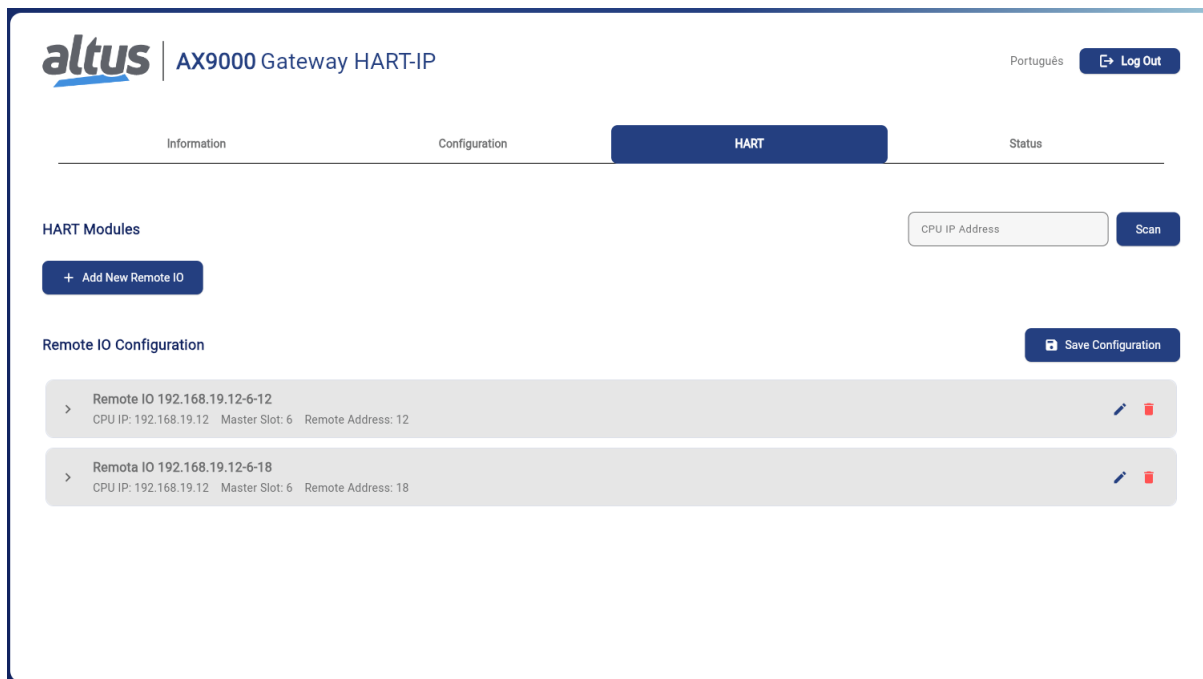 altus
AX9000 Gateway HART-IP
Português
Log Out
Information
Configuration
HART
Status
HART Modules
CPU IP Address
Scan
+ Add New Remote IO
Remote IO Configuration
Save Configuration
Remote IO 192.168.19.12-6-12
CPU IP: 192.168.19.12 Master Slot: 6 Remote Address: 12
Remota IO 192.168.19.12-6-18
CPU IP: 192.168.19.12 Master Slot: 6 Remote Address: 18